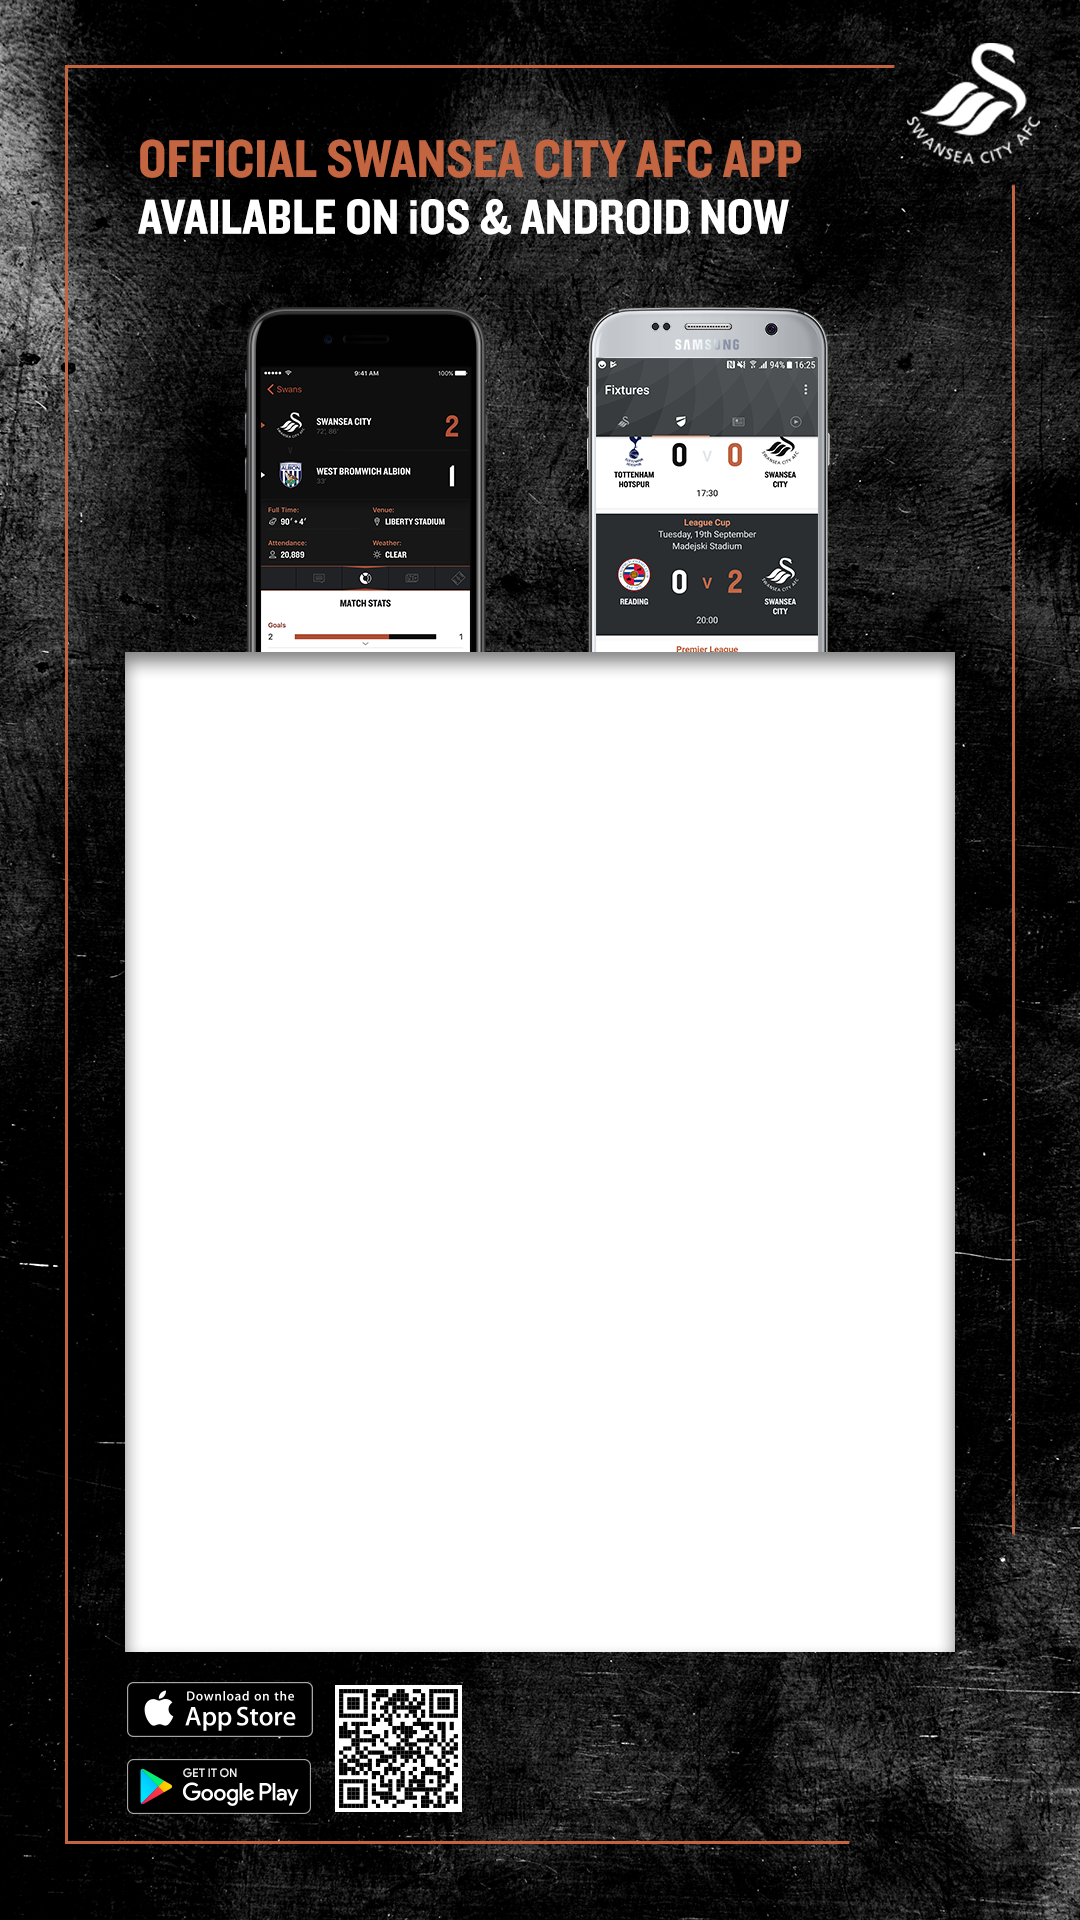 SWANSEA CITY AFC
OFFICIAL SWANSEA CITY AFC APP
AVAILABLE ON iOS & ANDROID NOW
9:41 AM
100%
Swans
SWANSEA CITY
72', 86'
2
WEST BROMWICH ALBION
33'
1
Full Time:
90' + 4'
Venue:
LIBERTY STADIUM
Attendance:
20,889
Weather:
CLEAR
MATCH STATS
Goals
2
1
SAMSUNG
94% 16:25
Fixtures
0 v 0
TOTTENHAM HOTSPUR
SWANSEA CITY
17:30
League Cup
Tuesday, 19th September
Madejski Stadium
0 v 2
READING
SWANSEA CITY
20:00
Premier League
Download on the
App Store
GET IT ON
Google Play